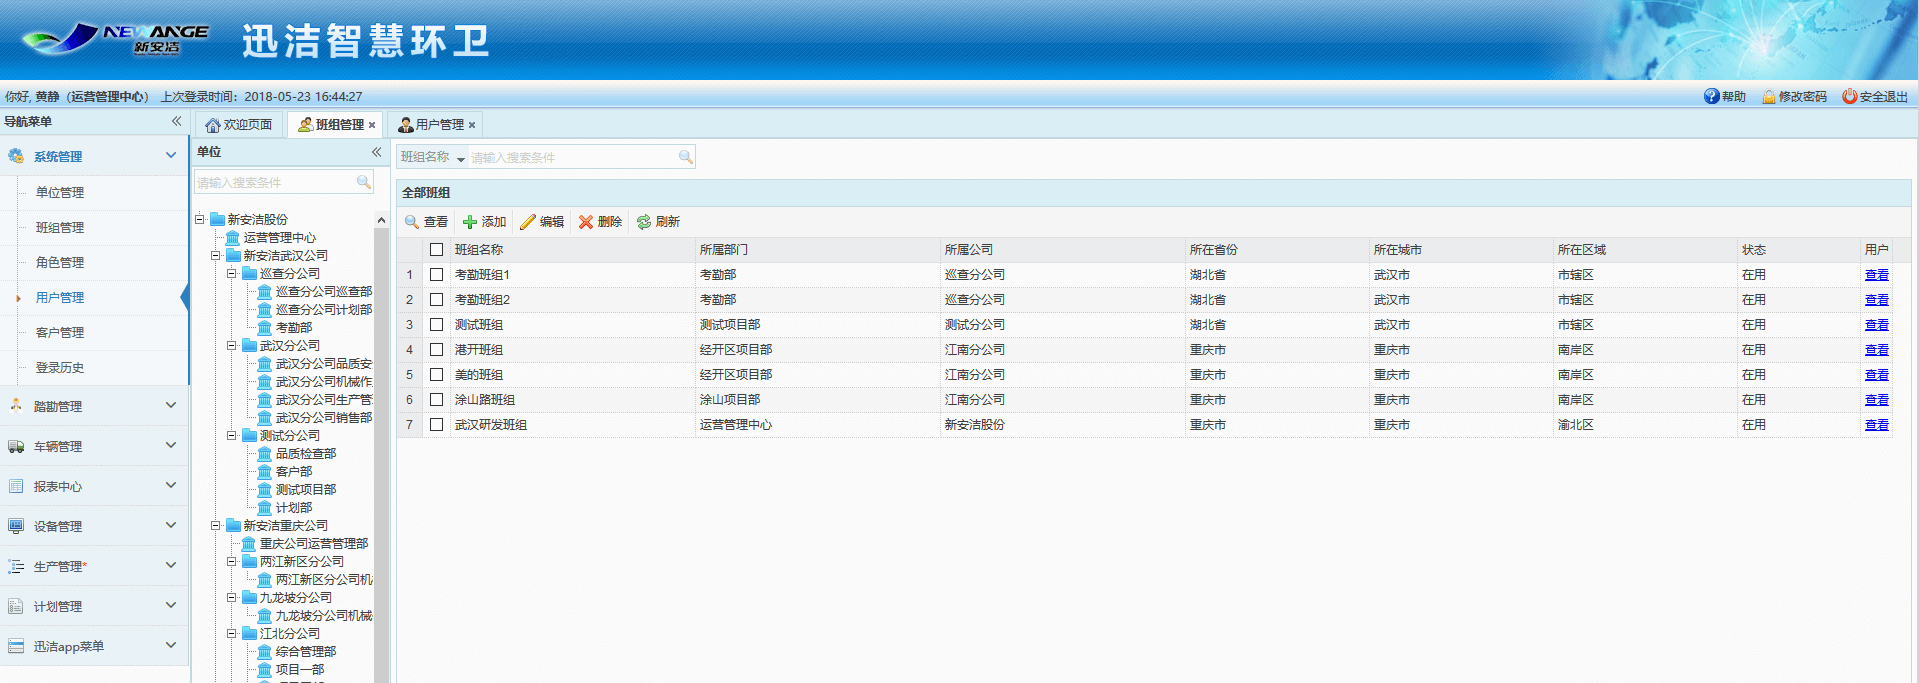 NEWANGE
新安洁
迅洁智慧环卫
你好, 黄静（运营管理中心） 上次登录时间：2018-05-23 16:44:27
帮助 修改密码 安全退出
导航菜单
欢迎页面 班组管理 用户管理
系统管理
单位管理
班组管理
角色管理
用户管理
客户管理
登录历史
踏勘管理
车辆管理
报表中心
设备管理
生产管理*
计划管理
迅洁app菜单
单位
请输入搜索条件
新安洁股份
运营管理中心
新安洁武汉公司
巡查分公司
巡查分公司巡查部
巡查分公司计划部
考勤部
武汉分公司
武汉分公司品质安
武汉分公司机械作
武汉分公司生产管
武汉分公司销售部
测试分公司
品质检查部
客户部
测试项目部
计划部
新安洁重庆公司
重庆公司运营管理部
两江新区分公司
两江新区分公司机
九龙坡分公司
九龙坡分公司机械
江北分公司
综合管理部
项目一部
班组名称 请输入搜索条件
全部班组
查看 添加 编辑 删除 刷新
班组名称 所属部门 所属公司 所在省份 所在城市 所在区域 状态 用户
1 考勤班组1 考勤部 巡查分公司 湖北省 武汉市 市辖区 在用 查看
2 考勤班组2 考勤部 巡查分公司 湖北省 武汉市 市辖区 在用 查看
3 测试班组 测试项目部 测试分公司 湖北省 武汉市 市辖区 在用 查看
4 港开班组 经开区项目部 江南分公司 重庆市 重庆市 南岸区 在用 查看
5 美的班组 经开区项目部 江南分公司 重庆市 重庆市 南岸区 在用 查看
6 涂山路班组 涂山项目部 江南分公司 重庆市 重庆市 南岸区 在用 查看
7 武汉研发班组 运营管理中心 新安洁股份 重庆市 重庆市 渝北区 在用 查看